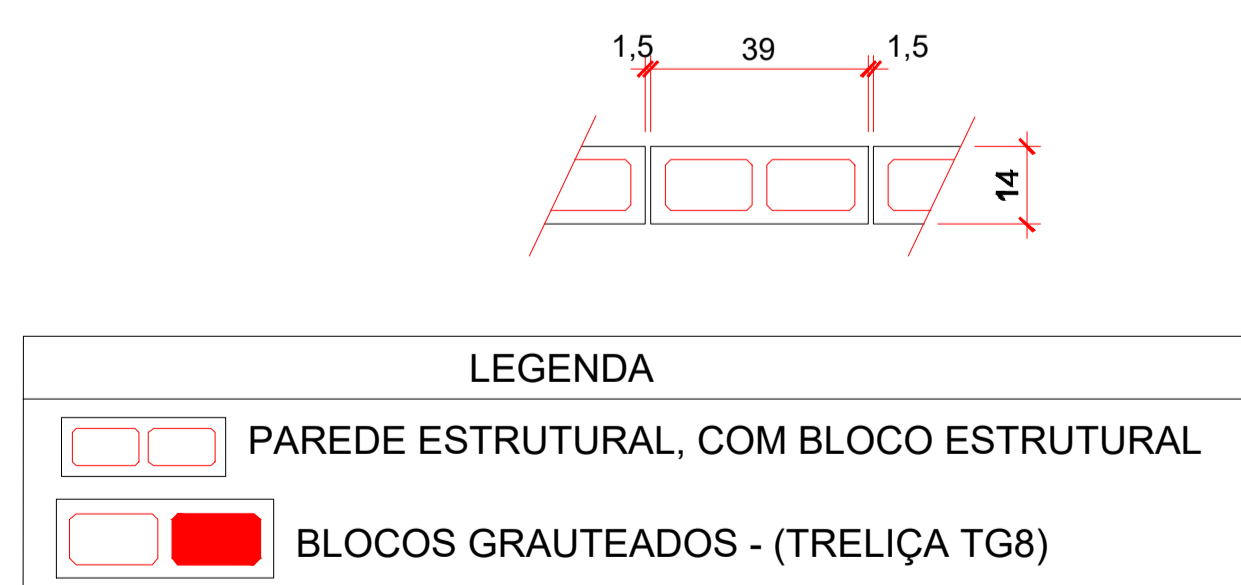 1,5 39 1,5
14
LEGENDA
PAREDE ESTRUTURAL, COM BLOCO ESTRUTURAL
BLOCOS GRAUTEADOS - (TRELIÇA TG8)